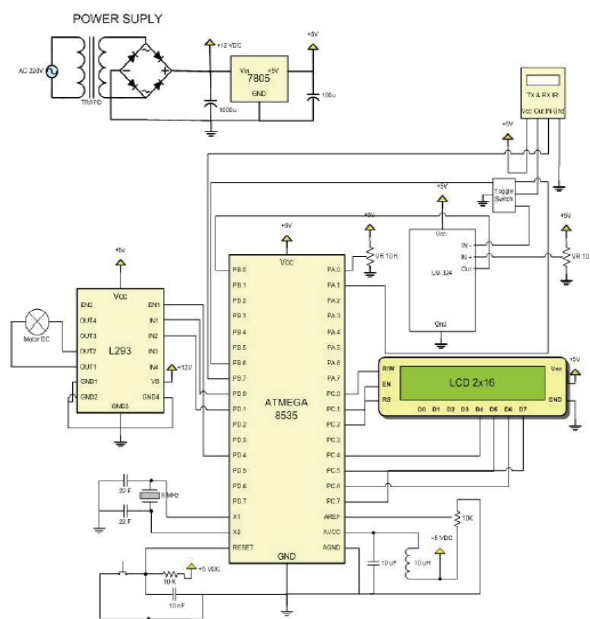 POWER SUPLY
+12 VDC
+5V
AC 220V
TRAFO
Vin +5V
7805
GND
1000u
100u
TX & RX IR
Vcc Out IN Gnd
+5V
Toggle
Switch
+5V
Vcc
IN -
IN +
Out
LM 324
Gnd
+5V
VR 10 K
+5V
VR 10
+5V
Vcc
EN2
OUT4
OUT3
OUT2
OUT1
GND1
GND2
GND3
L293
EN1
IN1
IN2
IN3
IN4
VS
GND4
+12V
Motor DC
+5V
Vcc
PB.0
PB.1
PB.2
PB.3
PB.4
PB.5
PB.6
PB.7
PD.0
PD.1
PD.2
PD.3
PD.4
PD.5
PD.6
PD.7
X1
X2
RESET
ATMEGA
8535
GND
PA.0
PA.1
PA.2
PA.3
PA.4
PA.5
PA.6
PA.7
PC.0
PC.1
PC.2
PC.3
PC.4
PC.5
PC.6
PC.7
AREF
AVCC
AGND
R/W
EN
RS
LCD 2x16
GND
D0 D1 D2 D3 D4 D5 D6 D7
+5V
22 F
8 MHz
22 F
+5 VDC
10K
10 nF
10K
+5 VDC
10 uF
10 uH